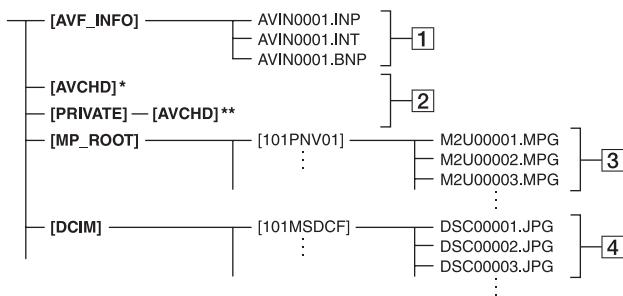 [AVF_INFO] AVIN0001.INP
AVIN0001.INT
AVIN0001.BNP
1
[AVCHD]*
[PRIVATE] [AVCHD]**
2
[MP_ROOT] [101PNV01] M2U00001.MPG
M2U00002.MPG
M2U00003.MPG
3
[DCIM] [101MSDCF] DSC00001.JPG
DSC00002.JPG
DSC00003.JPG
4